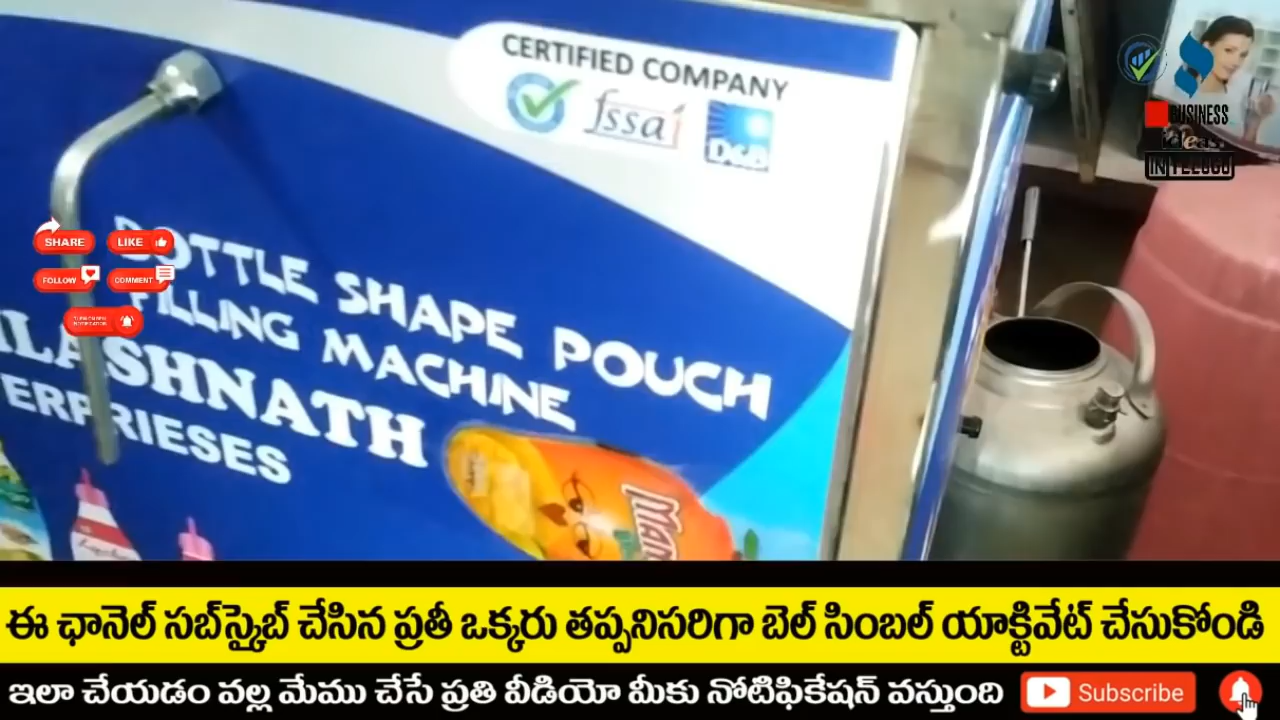 CERTIFIED COMPANY
fssai
D&B
BUSINESS
ideas
IN TELUGU
SHARE
LIKE
FOLLOW
COMMENT
BOTTLE SHAPE POUCH
FILLING MACHINE
ILASHNATH
ERPRIESES
ఈ ఛానెల్ సబ్‌స్క్రైబ్ చేసిన ప్రతీ ఒక్కరు తప్పనిసరిగా బెల్ సింబల్ యాక్టివేట్ చేసుకోండి
ఇలా చేయడం వల్ల మేము చేసే ప్రతి వీడియో మీకు నోటిఫికేషన్ వస్తుంది
Subscribe